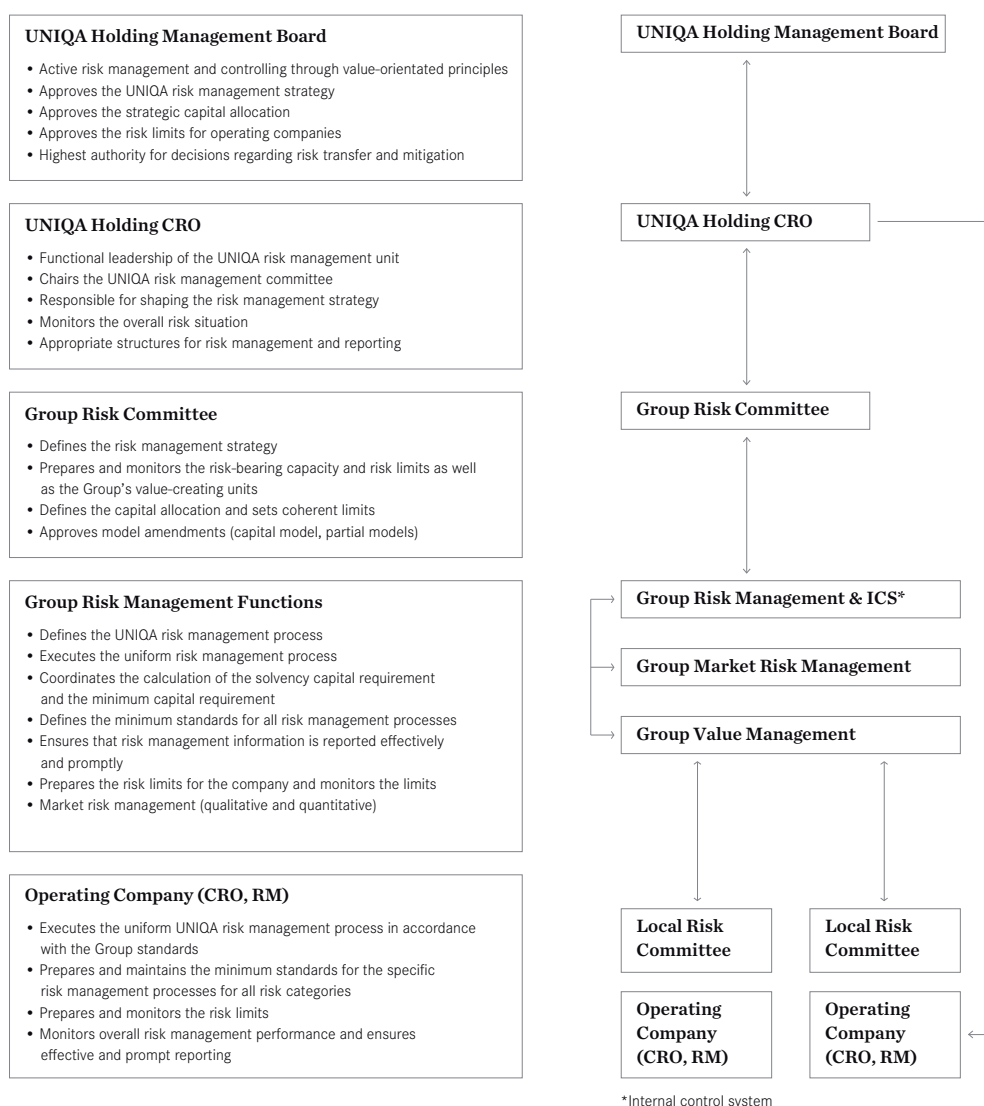 UNIQA Holding Management Board
• Active risk management and controlling through value-orientated principles
• Approves the UNIQA risk management strategy
• Approves the strategic capital allocation
• Approves the risk limits for operating companies
• Highest authority for decisions regarding risk transfer and mitigation
UNIQA Holding CRO
• Functional leadership of the UNIQA risk management unit
• Chairs the UNIQA risk management committee
• Responsible for shaping the risk management strategy
• Monitors the overall risk situation
• Appropriate structures for risk management and reporting
Group Risk Committee
• Defines the risk management strategy
• Prepares and monitors the risk-bearing capacity and risk limits as well
as the Group's value-creating units
• Defines the capital allocation and sets coherent limits
• Approves model amendments (capital model, partial models)
Group Risk Management Functions
• Defines the UNIQA risk management process
• Executes the uniform risk management process
• Coordinates the calculation of the solvency capital requirement
and the minimum capital requirement
• Defines the minimum standards for all risk management processes
• Ensures that risk management information is reported effectively
and promptly
• Prepares the risk limits for the company and monitors the limits
• Market risk management (qualitative and quantitative)
Operating Company (CRO, RM)
• Executes the uniform UNIQA risk management process in accordance
with the Group standards
• Prepares and maintains the minimum standards for the specific
risk management processes for all risk categories
• Prepares and monitors the risk limits
• Monitors overall risk management performance and ensures
effective and prompt reporting
UNIQA Holding Management Board
UNIQA Holding CRO
Group Risk Committee
Group Risk Management & ICS*
Group Market Risk Management
Group Value Management
Local Risk
Committee
Local Risk
Committee
Operating
Company
(CRO, RM)
Operating
Company
(CRO, RM)
*Internal control system